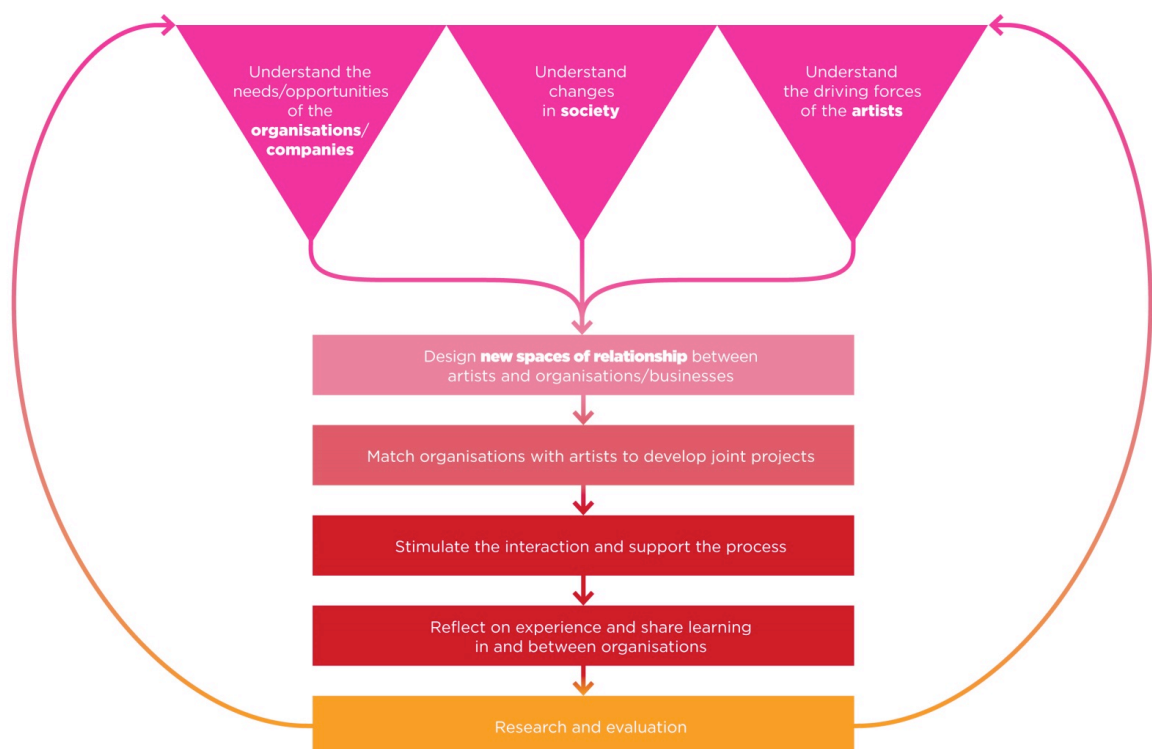 Understand the
needs/opportunities
of the
organisations/
companies
Understand
changes
in society
Understand
the driving forces
of the artists
Design new spaces of relationship between
artists and organisations/businesses
Match organisations with artists to develop joint projects
Stimulate the interaction and support the process
Reflect on experience and share learning
in and between organisations
Research and evaluation